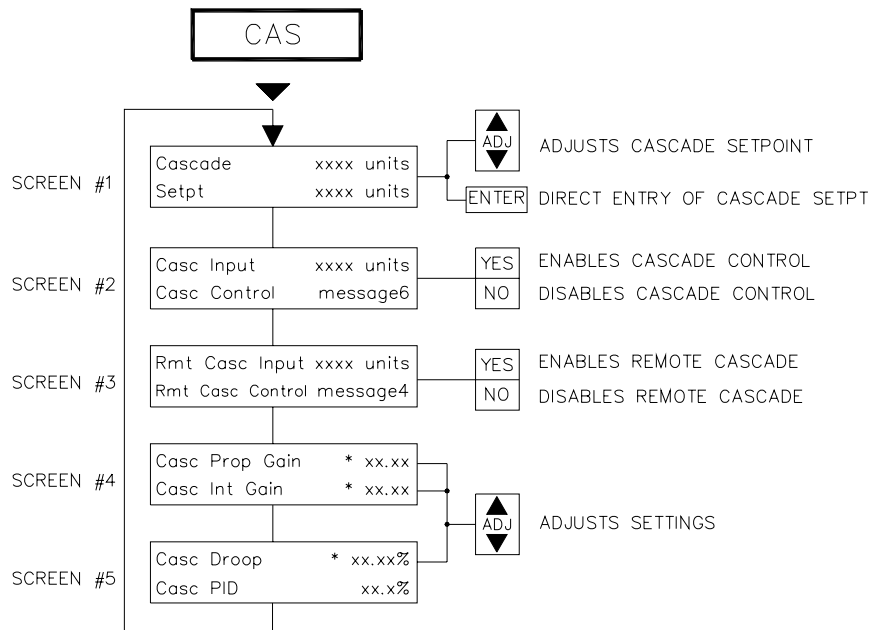 CAS
SCREEN #1
Cascade xxxx units
Setpt xxxx units
ADJ
ADJUSTS CASCADE SETPOINT
ENTER
DIRECT ENTRY OF CASCADE SETPT
SCREEN #2
Casc Input xxxx units
Casc Control message6
YES
ENABLES CASCADE CONTROL
NO
DISABLES CASCADE CONTROL
SCREEN #3
Rmt Casc Input xxxx units
Rmt Casc Control message4
YES
ENABLES REMOTE CASCADE
NO
DISABLES REMOTE CASCADE
SCREEN #4
Casc Prop Gain * xx.xx
Casc Int Gain * xx.xx
ADJ
ADJUSTS SETTINGS
SCREEN #5
Casc Droop * xx.xx%
Casc PID xx.x%